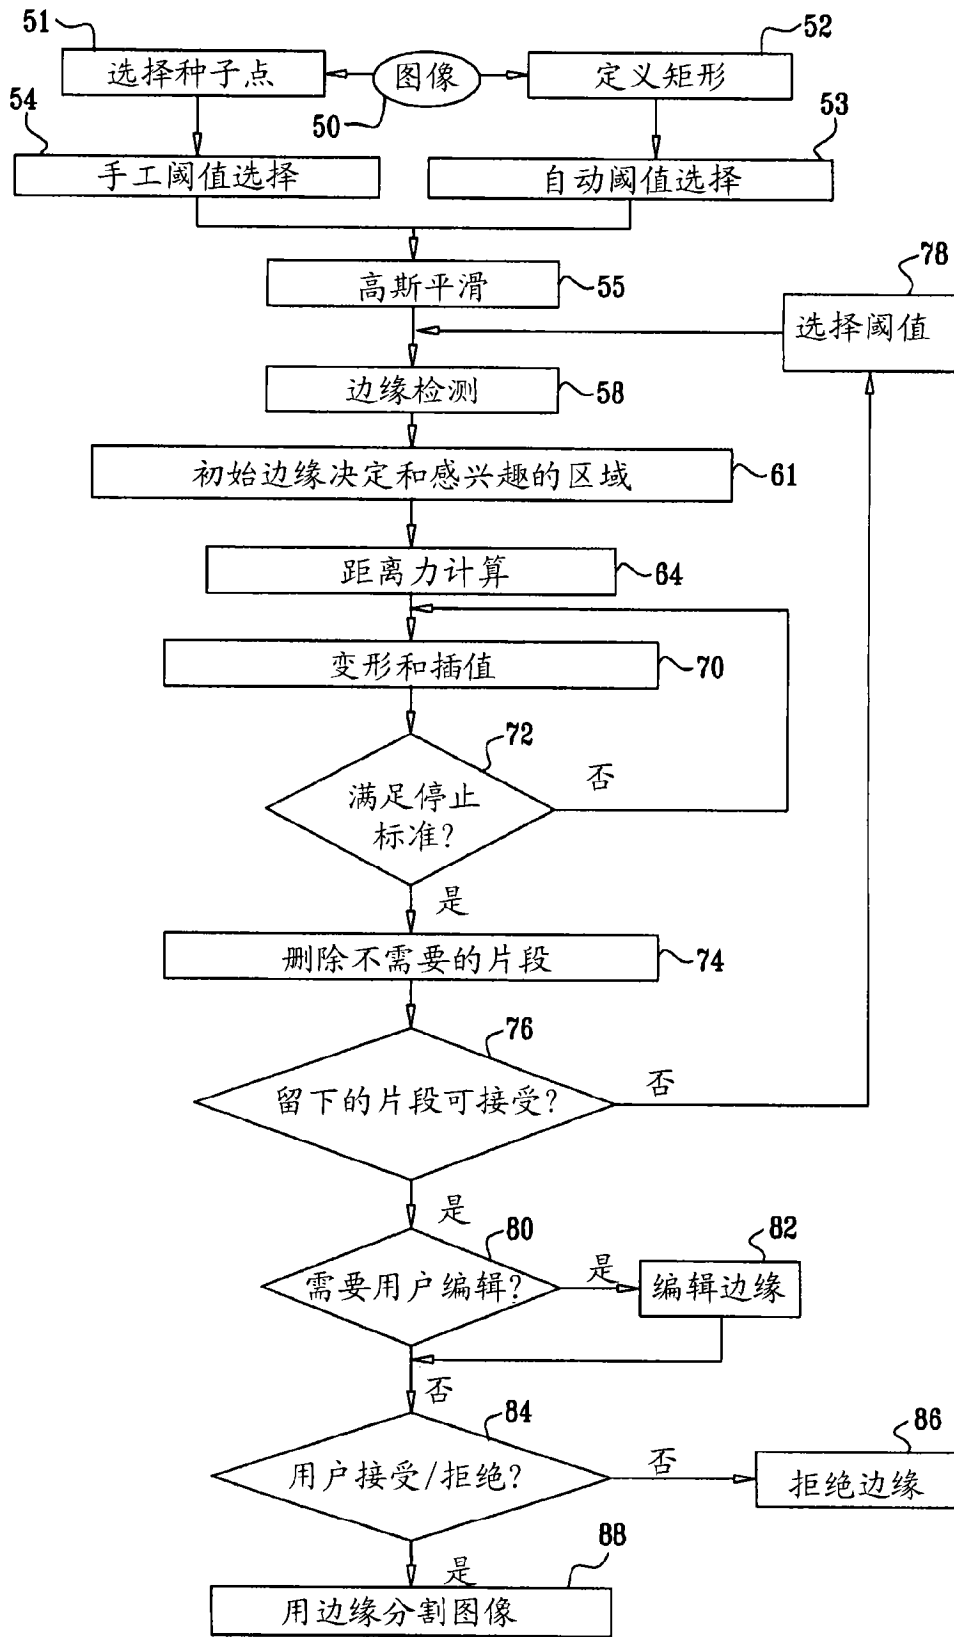 51
52
选择种子点
图像
定义矩形
54
50
53
手工阈值选择
自动阈值选择
高斯平滑
55
78
选择阈值
边缘检测
58
初始边缘决定和感兴趣的区域
61
距离力计算
64
变形和插值
70
72
满足停止
标准?
否
是
删除不需要的片段
74
76
留下的片段可接受?
否
是
80
82
需要用户编辑?
是
编辑边缘
否
84
86
用户接受/拒绝?
否
拒绝边缘
是
88
用边缘分割图像